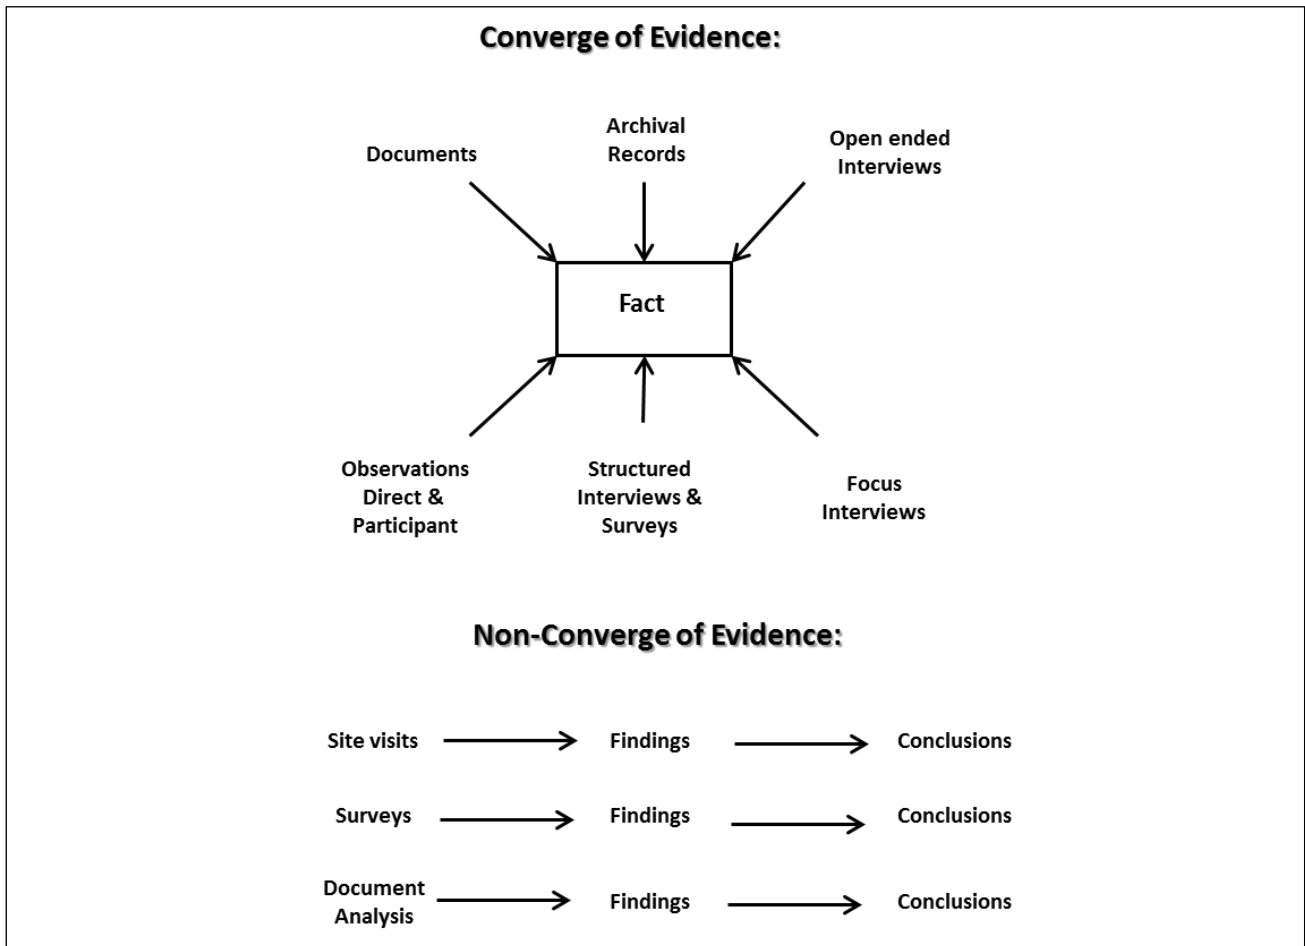 Converge of Evidence:
Documents
Archival
Records
Open ended
Interviews
Fact
Observations
Direct &
Participant
Structured
Interviews &
Surveys
Focus
Interviews
Non-Converge of Evidence:
Site visits
Findings
Conclusions
Surveys
Findings
Conclusions
Document
Analysis
Findings
Conclusions